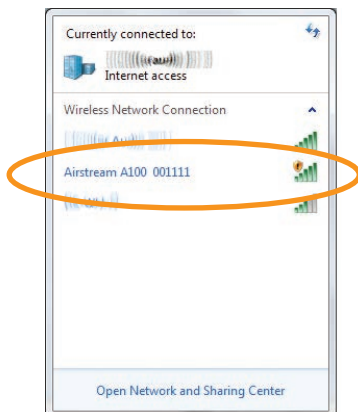 Currently connected to:
Internet access
Wireless Network Connection
Airstream A100 001111
Open Network and Sharing Center